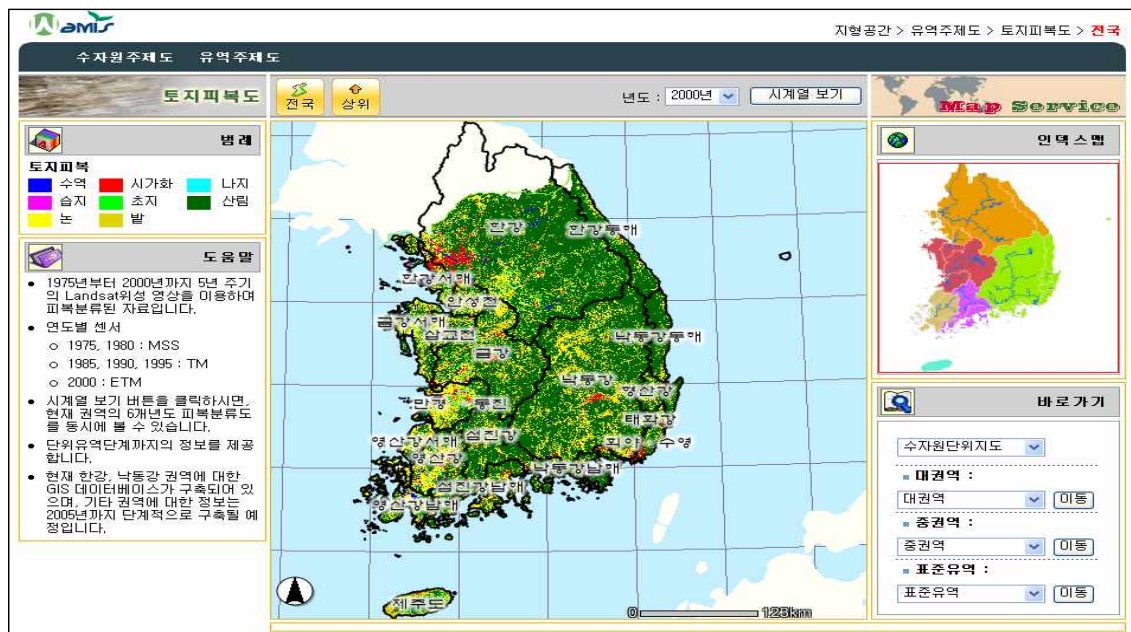 Wamis
지형공간 > 유역주제도 > 토지피복도 > 전국
수자원주제도 유역주제도
토지피복도
전국
상위
년도 : 2000년
시계열 보기
Map Service
범례
토지피복
수역 시가화 나지
습지 초지 산림
논 밭
도움말
1975년부터 2000년까지 5년 주기
의 Landsat위성 영상을 이용하여
피복분류된 자료입니다.
연도별 센서
1975, 1980 : MSS
1985, 1990, 1995 : TM
2000 : ETM
시계열 보기 버튼을 클릭하시면,
현재 권역의 6개년도 피복분류도
를 동시에 볼 수 있습니다.
단위유역단계까지의 정보를 제공
합니다.
현재 한강, 낙동강 권역에 대한
GIS 데이터베이스가 구축되어 있
으며, 기타 권역에 대한 정보는
2005년까지 단계적으로 구축될 예
정입니다.
한강
한강동해
한강서해
안성천
금강서해
삽교천
금강
낙동강동해
낙동강
형산강
만경 동진
태화강
영산강서해
섬진강
회야 수영
영산강
낙동강남해
섬진강남해
영산강남해
제주도
0 128km
인덱스맵
바로가기
수자원단위지도
대권역 :
대권역 이동
중권역 :
중권역 이동
표준유역 :
표준유역 이동